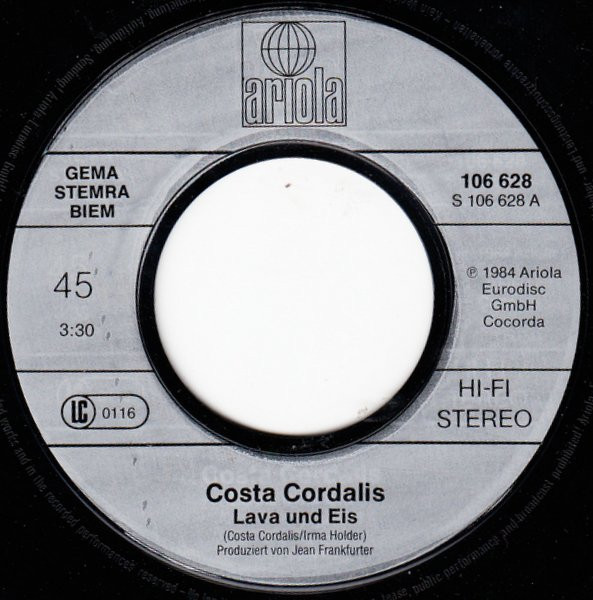 ariola
GEMA
STEMRA
BIEM
106 628
S 106 628 A
45
3:30
℗ 1984 Ariola
Eurodisc
GmbH
Cocorda
LC 0116
HI-FI
STEREO
Costa Cordalis
Lava und Eis
(Costa Cordalis/Irma Holder)
Produziert von Jean Frankfurter